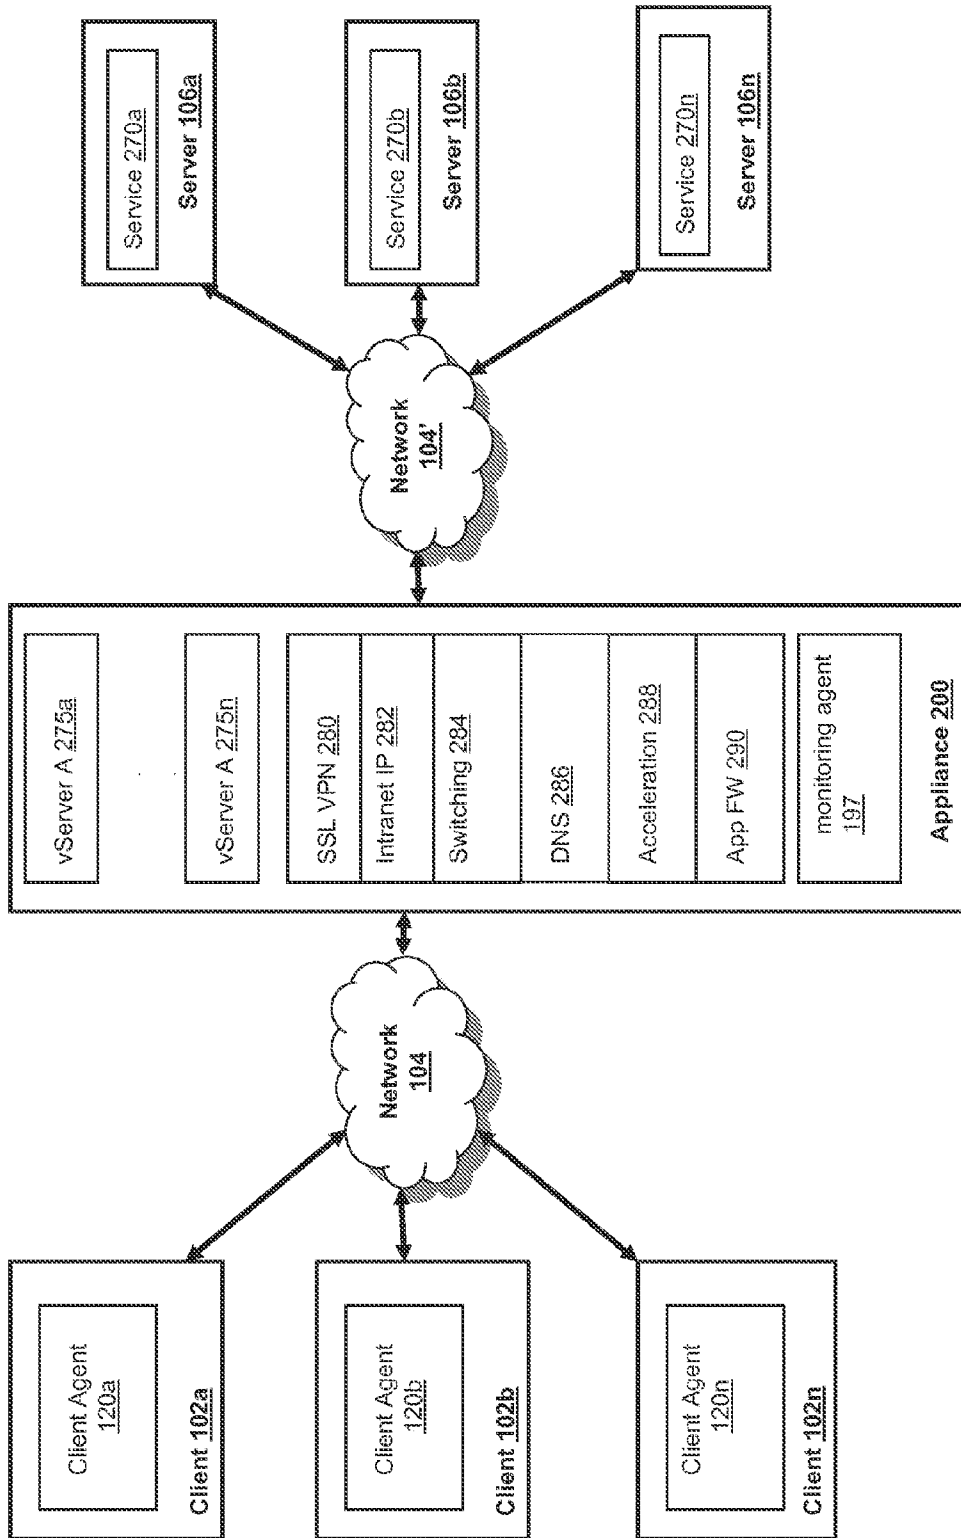 Client Agent
120a
Client 102a
Client Agent
120b
Client 102b
Client Agent
120n
Client 102n
Network
104
vServer A 275a
vServer A 275n
SSL VPN 280
Intranet IP 282
Switching 284
DNS 286
Acceleration 288
App FW 290
monitoring agent
197
Appliance 200
Network
104'
Service 270a
Server 106a
Service 270b
Server 106b
Service 270n
Server 106n